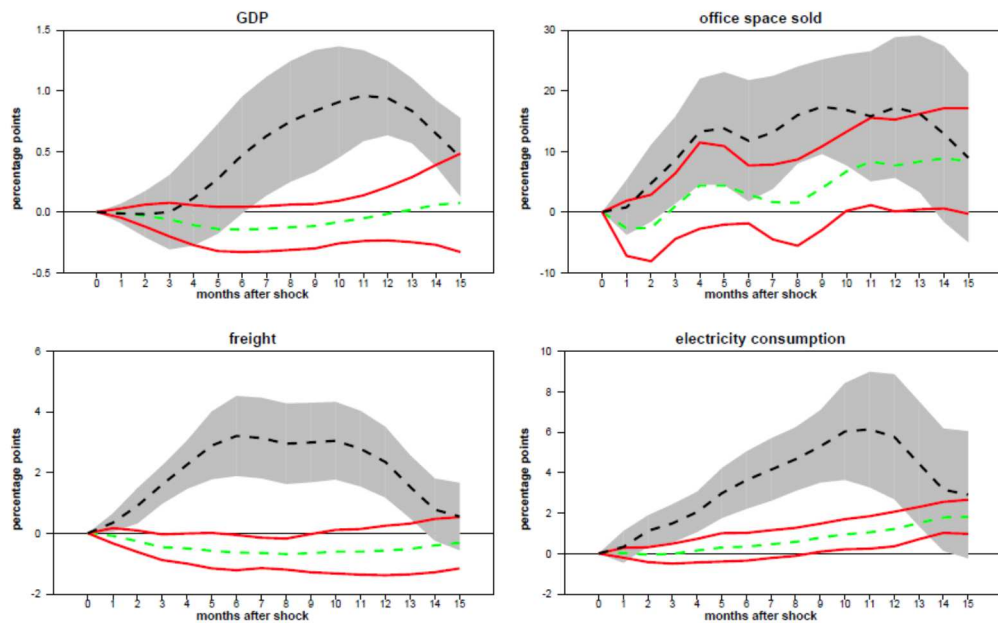 GDP
percentage points
1.5
1.0
0.5
0.0
-0.5
0 1 2 3 4 5 6 7 8 9 10 11 12 13 14 15
months after shock
office space sold
percentage points
30
20
10
0
-10
0 1 2 3 4 5 6 7 8 9 10 11 12 13 14 15
months after shock
freight
percentage points
6
4
2
0
-2
0 1 2 3 4 5 6 7 8 9 10 11 12 13 14 15
months after shock
electricity consumption
percentage points
10
8
6
4
2
0
-2
0 1 2 3 4 5 6 7 8 9 10 11 12 13 14 15
months after shock